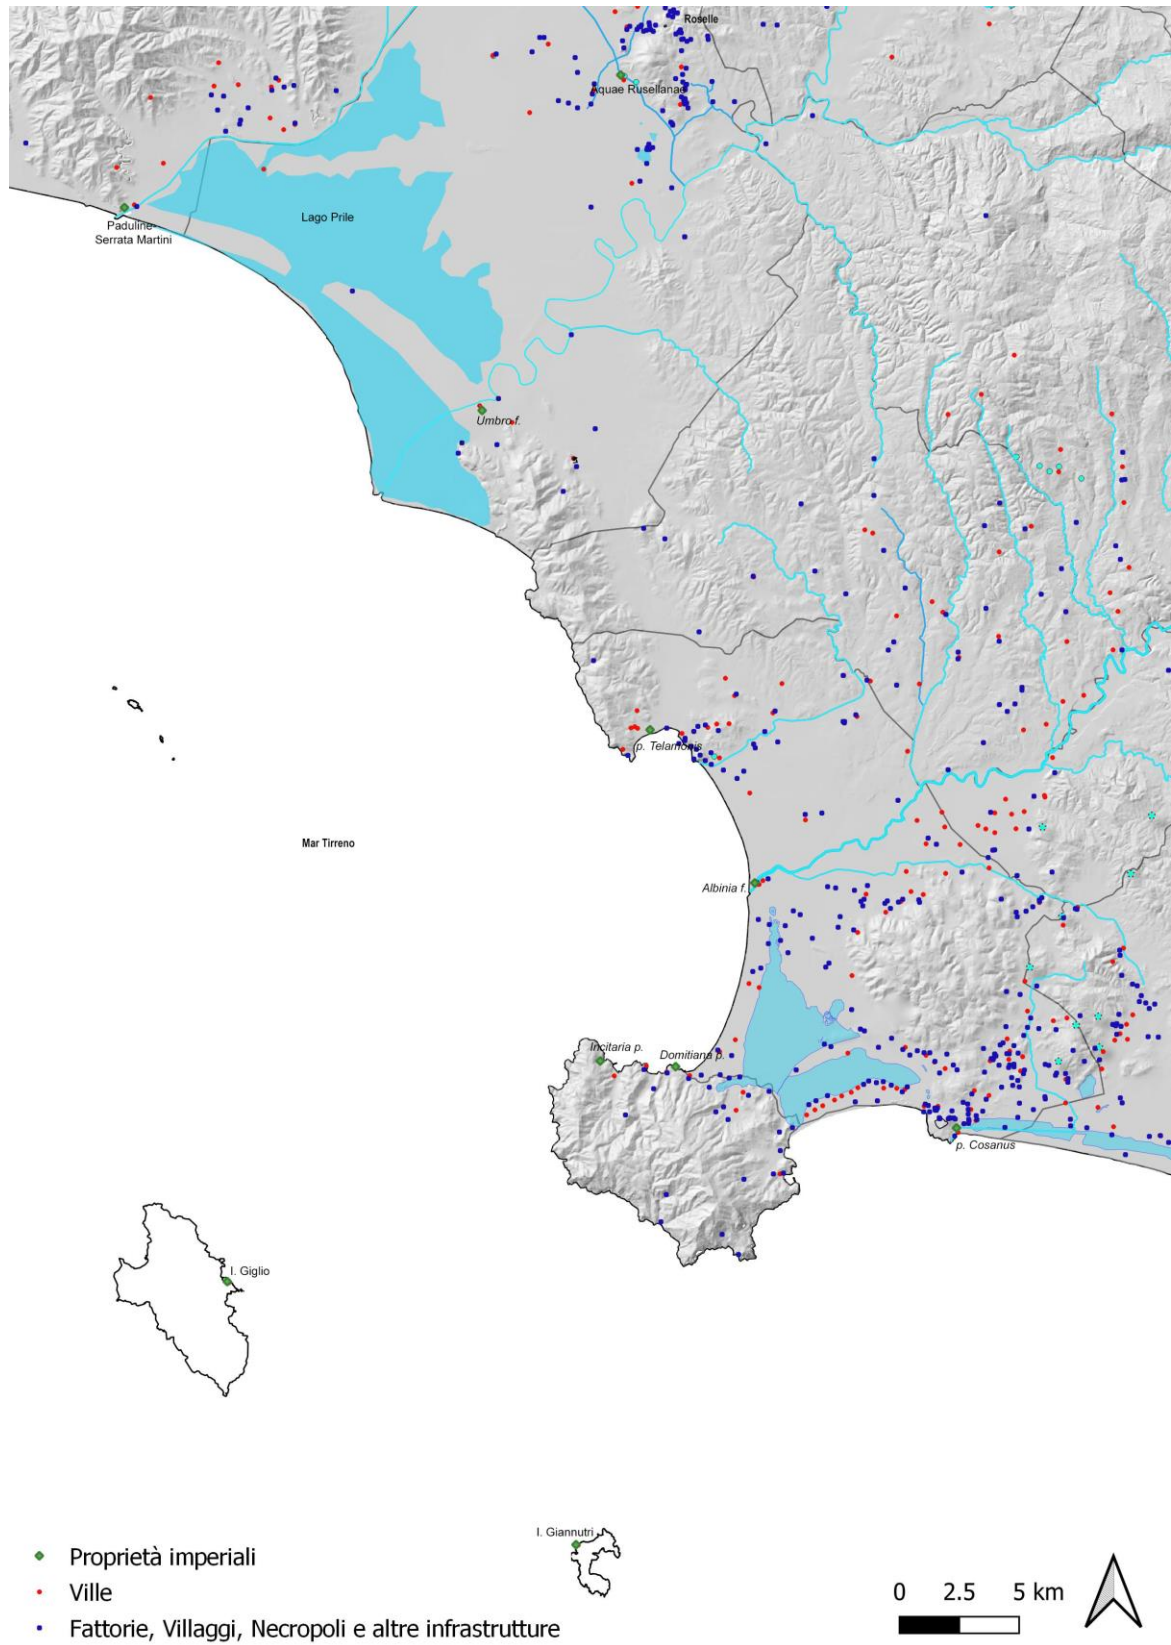 Roselle
Aquae Rusellanae
Lago Prile
Paduline-
Serrata Martini
Umbro f.
p. Telamonis
Mar Tirreno
Albinia f.
Incitaria p.
Domitiana p.
p. Cosanus
I. Giglio
I. Giannutri
Proprietà imperiali
Ville
Fattorie, Villaggi, Necropoli e altre infrastrutture
0 2.5 5 km